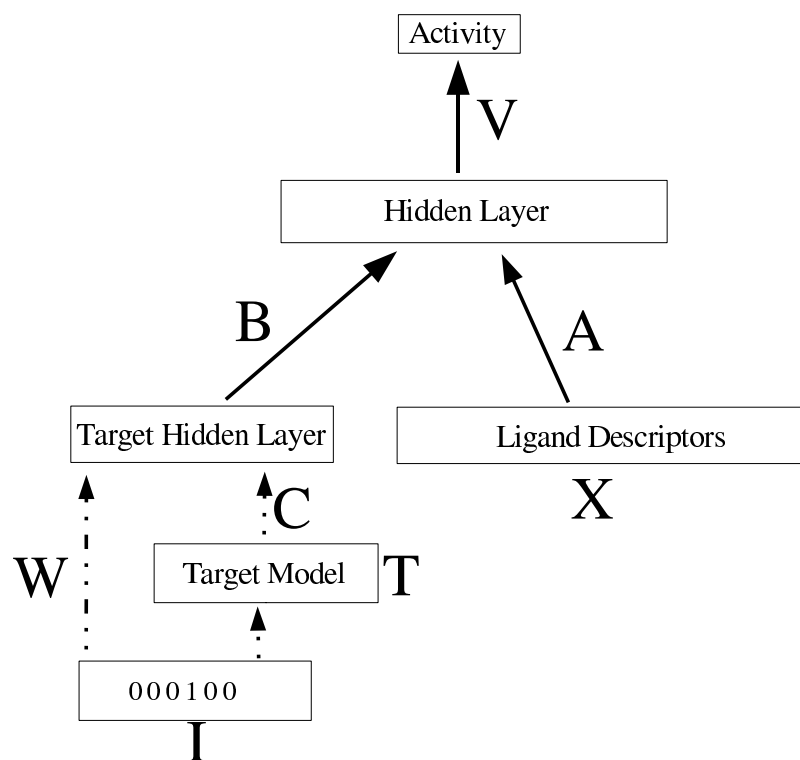 Activity
V
Hidden Layer
B
A
Target Hidden Layer
Ligand Descriptors
C
X
W
Target Model
T
000100
I